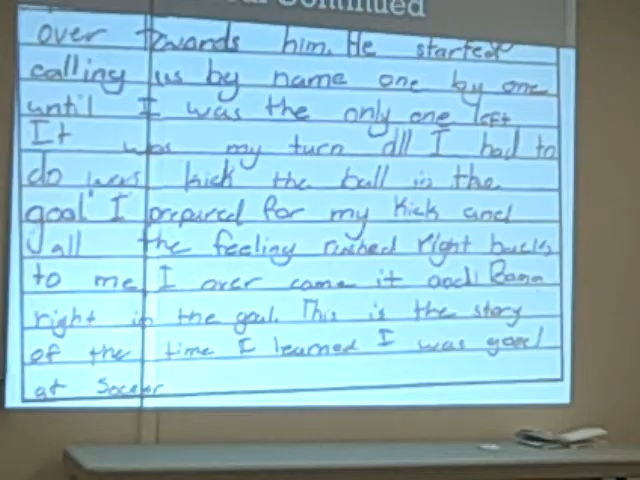 Continued
over towards him. He started
calling us by name one by one
until I was the only one left
It was my turn all I had to
do was kick the ball in the
goal I prepared for my kick and
all the feeling rushed right back
to me, I over came it and Bam
right in the goal. This is the story
of the time I learned I was good
at Soccer